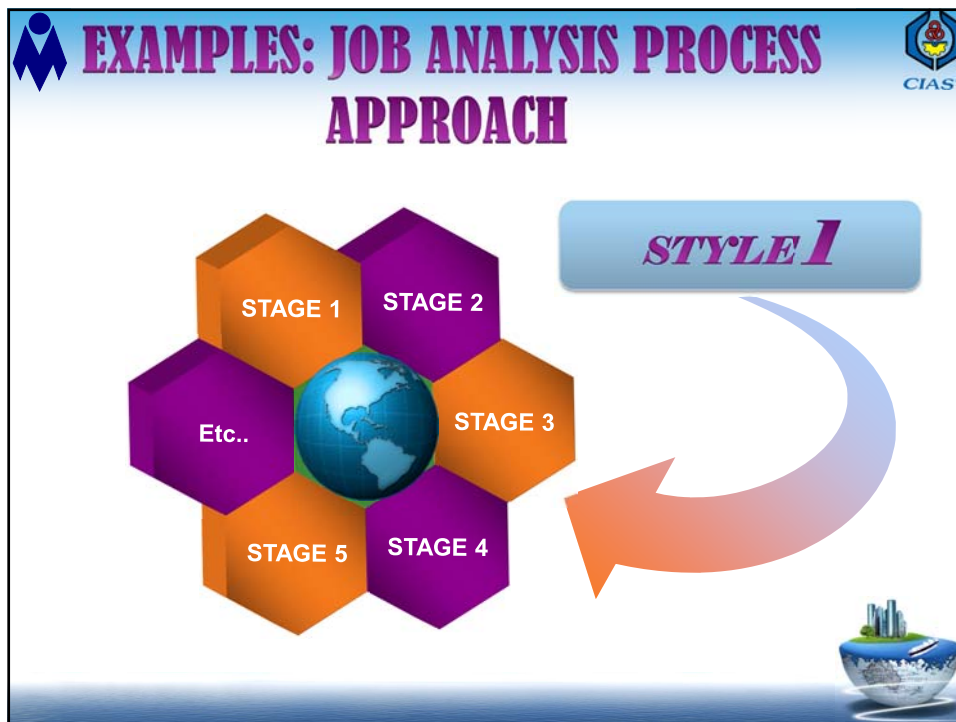 EXAMPLES: JOB ANALYSIS PROCESS
APPROACH
CIAST
STYLE 1
STAGE 1
STAGE 2
STAGE 3
Etc..
STAGE 4
STAGE 5